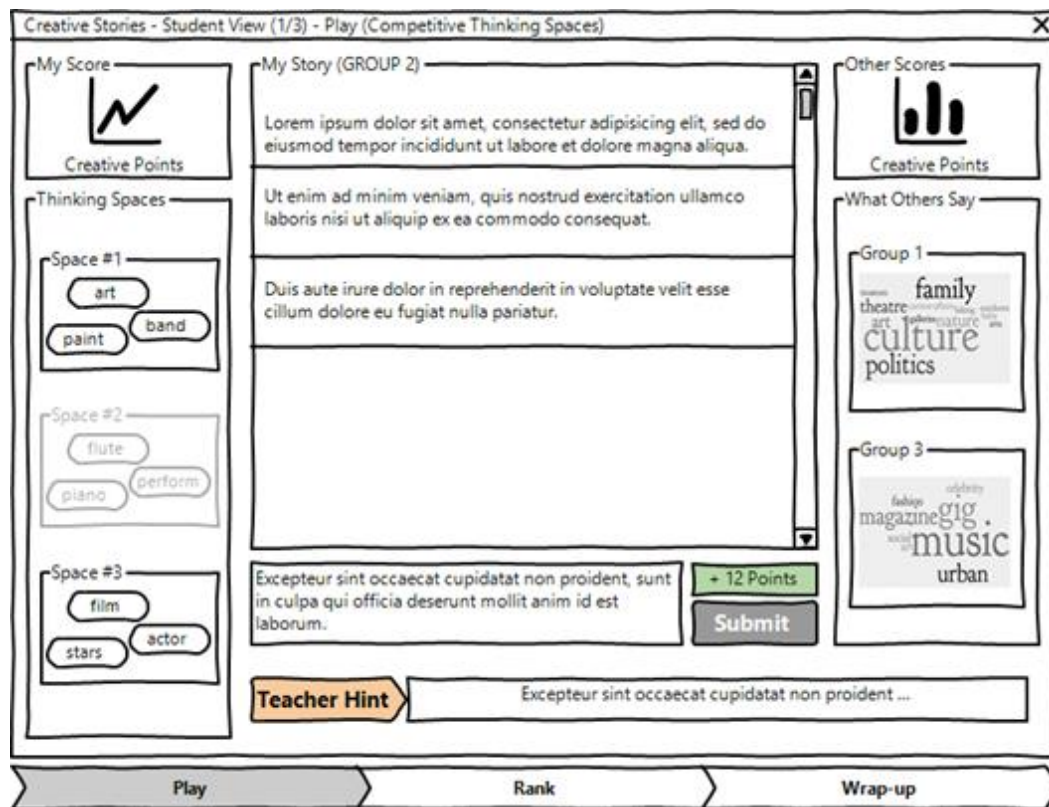 Creative Stories - Student View (1/3) - Play (Competitive Thinking Spaces)
My Score
Creative Points
Thinking Spaces
Space #1
art
band
paint
Space #2
flute
perform
piano
Space #3
film
actor
stars
My Story (GROUP 2)
Lorem ipsum dolor sit amet, consectetur adipisicing elit, sed do
eiusmod tempor incididunt ut labore et dolore magna aliqua.
Ut enim ad minim veniam, quis nostrud exercitation ullamco
laboris nisi ut aliquip ex ea commodo consequat.
Duis aute irure dolor in reprehenderit in voluptate velit esse
cillum dolore eu fugiat nulla pariatur.
Excepteur sint occaecat cupidatat non proident, sunt
in culpa qui officia deserunt mollit anim id est
laborum.
+ 12 Points
Submit
Teacher Hint
Excepteur sint occaecat cupidatat non proident ...
Other Scores
Creative Points
What Others Say
Group 1
family
theatre
art
nature
culture
politics
Group 3
celebrity
fashion
magazine
gig
social
music
urban
Play
Rank
Wrap-up